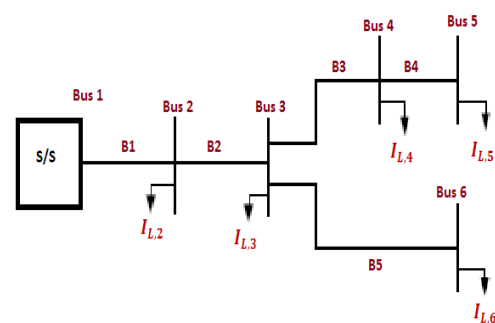 Bus 1
S/S
B1
Bus 2
I_{L,2}
B2
Bus 3
I_{L,3}
B3
Bus 4
I_{L,4}
B4
Bus 5
I_{L,5}
B5
Bus 6
I_{L,6}